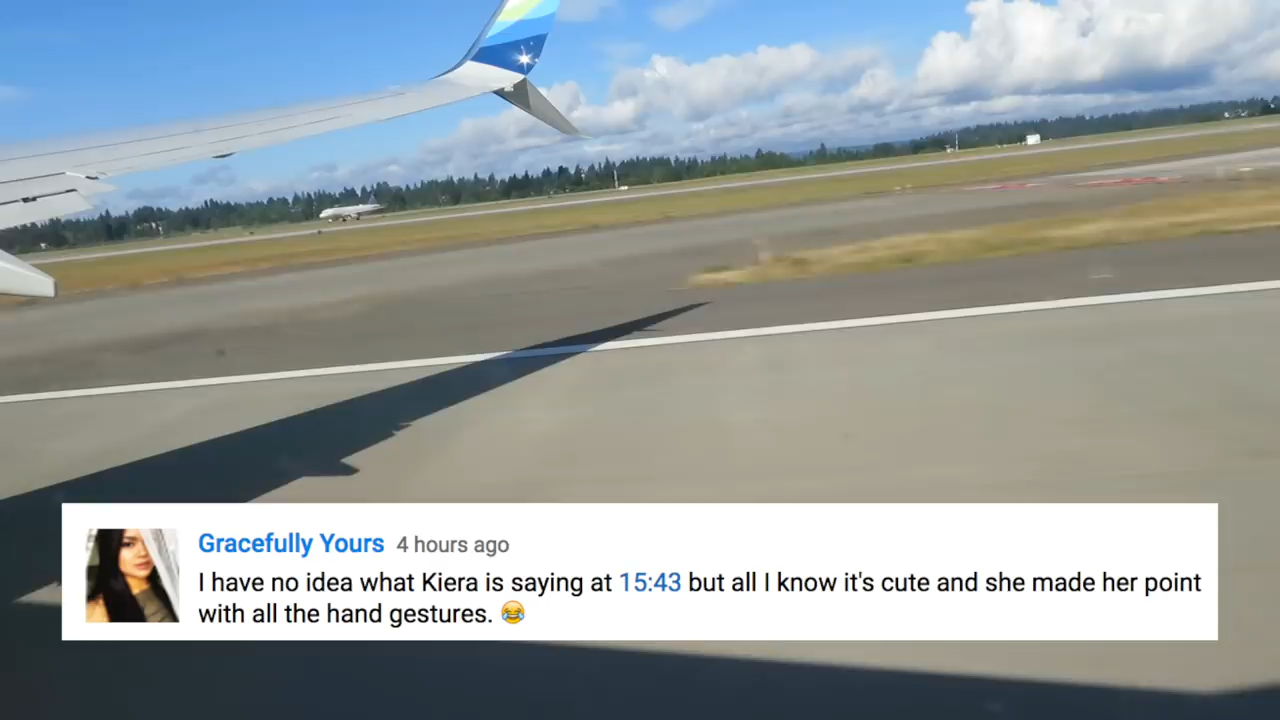 Gracefully Yours 4 hours ago
I have no idea what Kiera is saying at 15:43 but all I know it's cute and she made her point
with all the hand gestures. 😂